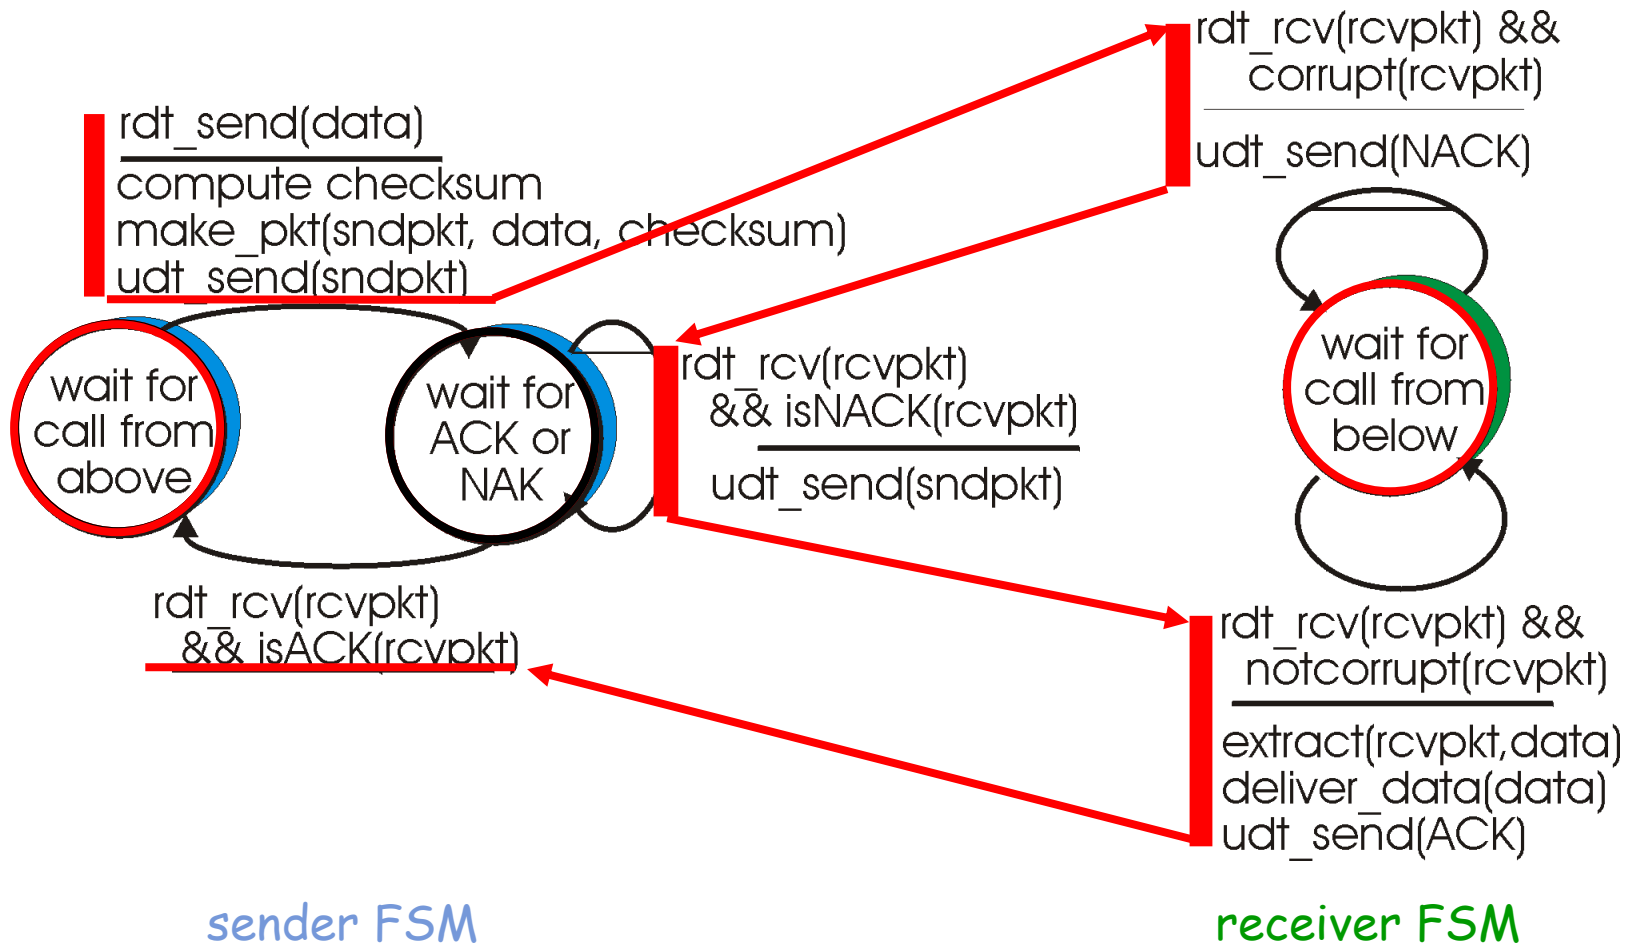 rdt_send(data)
compute checksum
make_pkt(sndpkt, data, checksum)
udt_send(sndpkt)
wait for
call from
above
wait for
ACK or
NAK
rdt_rcv(rcvpkt)
&& isNACK(rcvpkt)
udt_send(sndpkt)
rdt_rcv(rcvpkt)
&& isACK(rcvpkt)
sender FSM
rdt_rcv(rcvpkt) &&
corrupt(rcvpkt)
udt_send(NACK)
wait for
call from
below
rdt_rcv(rcvpkt) &&
notcorrupt(rcvpkt)
extract(rcvpkt,data)
deliver_data(data)
udt_send(ACK)
receiver FSM